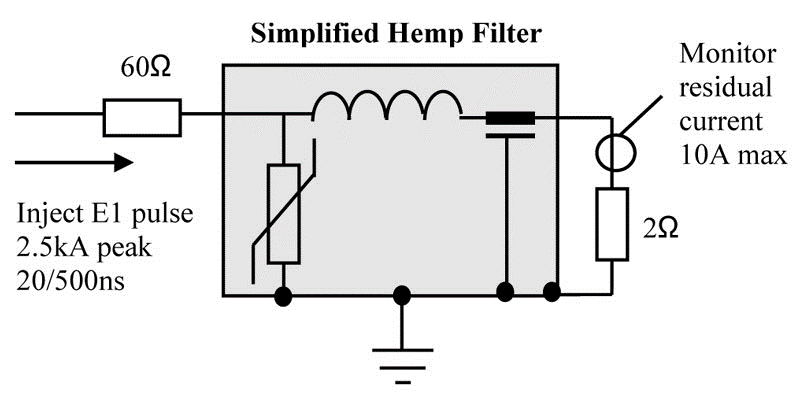 Simplified Hemp Filter
60Ω
Monitor
residual
current
10A max
Inject E1 pulse
2.5kA peak
20/500ns
2Ω